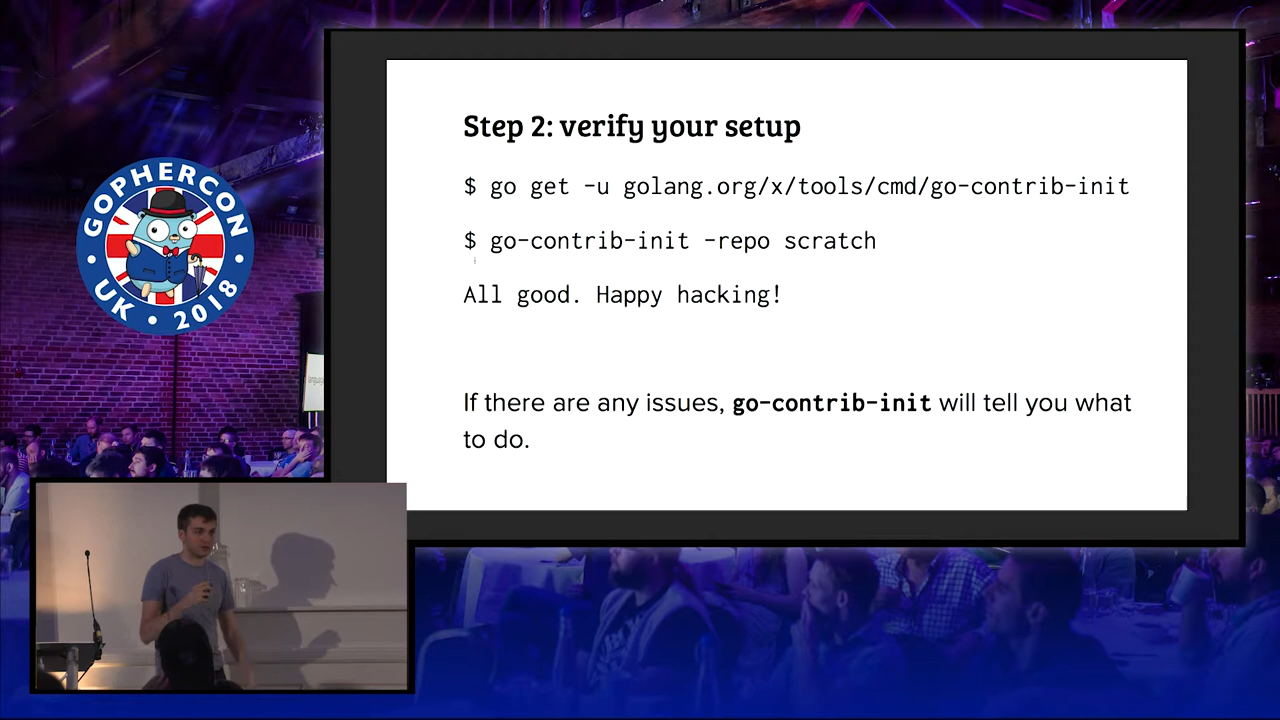 GOPHERCON
UK • 2018
Step 2: verify your setup
$ go get -u golang.org/x/tools/cmd/go-contrib-init
$ go-contrib-init -repo scratch
All good. Happy hacking!
If there are any issues, go-contrib-init will tell you what
to do.